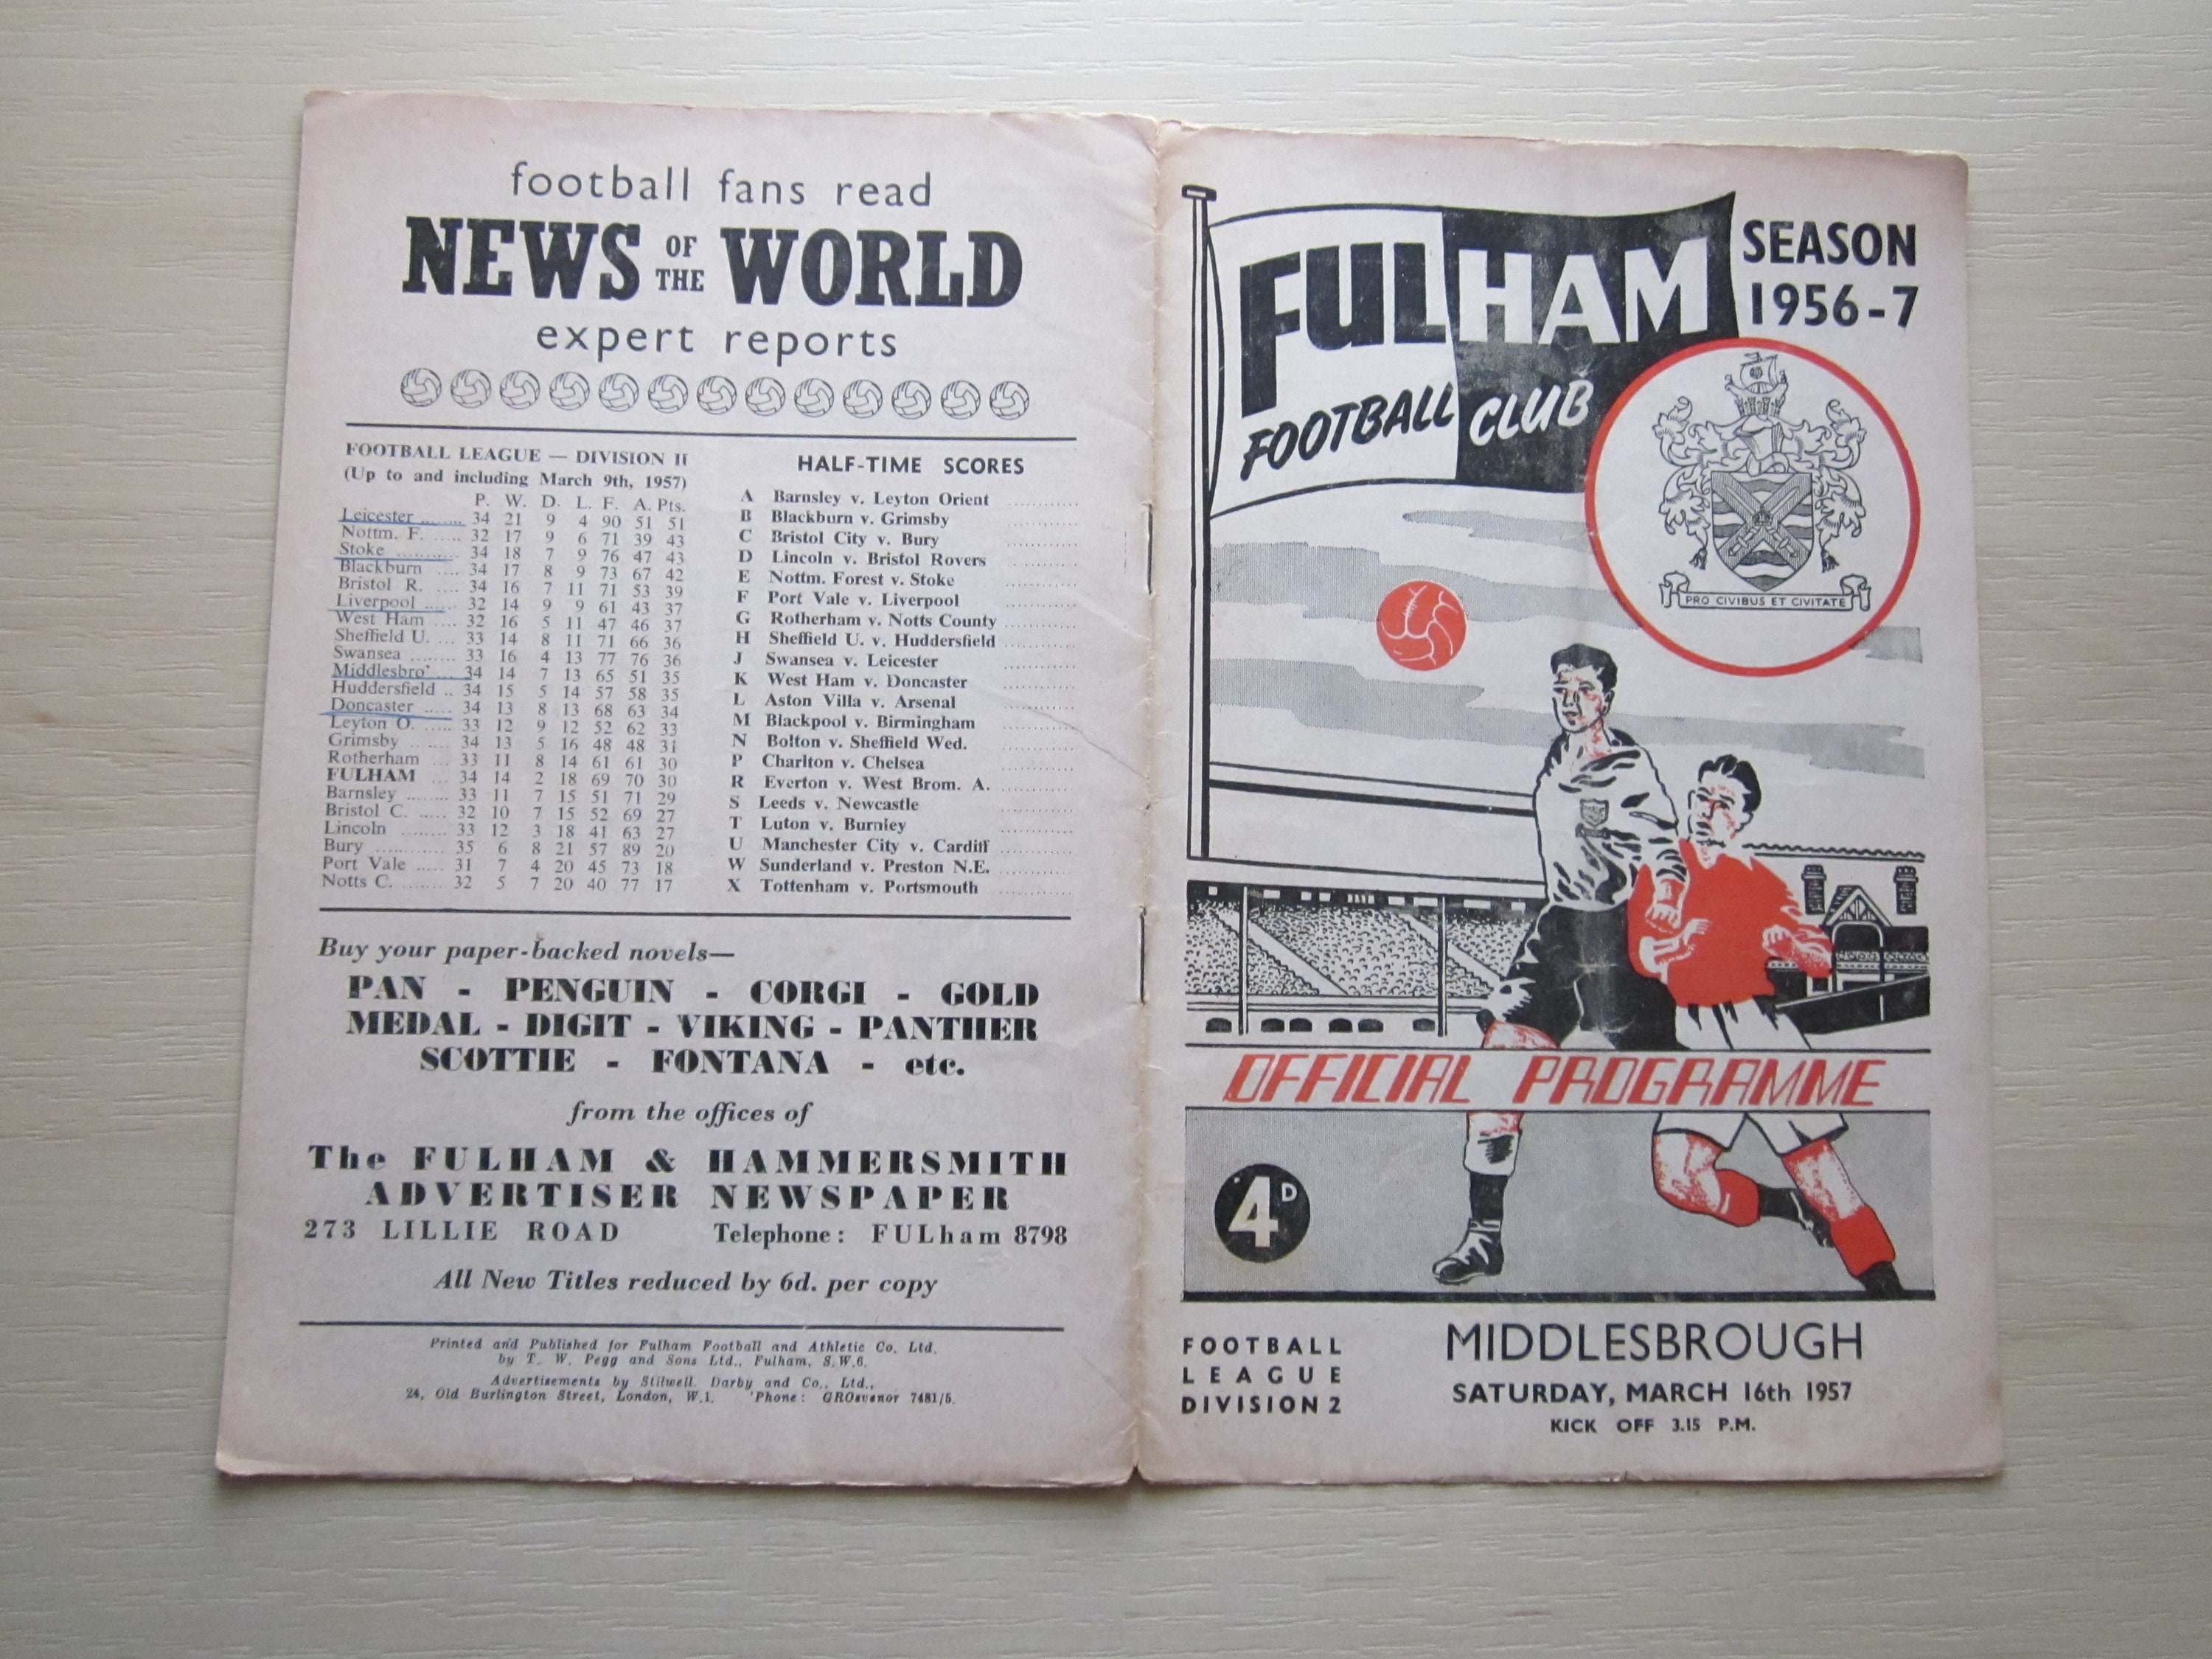 football fans read
NEWS OF THE WORLD
expert reports
FOOTBALL LEAGUE — DIVISION II
(Up to and including March 9th, 1957)
P. W. D. L. F. A. Pts.
Leicester ........ 34 21 9 4 90 51 51
Nottm. F. ..... 32 17 9 6 71 39 43
Stoke .......... 34 18 7 9 76 47 43
Blackburn .... 34 17 8 9 73 67 42
Bristol R. .... 34 16 7 11 71 53 39
Liverpool ..... 32 14 9 9 61 43 37
West Ham .... 32 16 5 11 47 46 37
Sheffield U. ... 33 14 8 11 71 66 36
Swansea ........ 33 16 4 13 77 76 36
Middlesbro' ... 34 14 7 13 65 51 35
Huddersfield .. 34 15 5 14 57 58 35
Doncaster ..... 34 13 8 13 68 63 34
Leyton O. ..... 33 12 9 12 52 62 33
Grimsby ....... 34 13 5 16 48 48 31
Rotherham ... 33 11 8 14 61 61 30
FULHAM ... 34 14 2 18 69 70 30
Barnsley ........ 33 11 7 15 51 71 29
Bristol C. ..... 32 10 7 15 52 69 27
Lincoln ........ 33 12 3 18 41 63 27
Bury ............ 35 6 8 21 57 89 20
Port Vale ..... 31 7 4 20 45 73 18
Notts C. ....... 32 5 7 20 40 77 17
HALF-TIME SCORES
A Barnsley v. Leyton Orient ............
B Blackburn v. Grimsby ............
C Bristol City v. Bury ............
D Lincoln v. Bristol Rovers ............
E Nottm. Forest v. Stoke ............
F Port Vale v. Liverpool ............
G Rotherham v. Notts County ............
H Sheffield U. v. Huddersfield ............
J Swansea v. Leicester ............
K West Ham v. Doncaster ............
L Aston Villa v. Arsenal ............
M Blackpool v. Birmingham ............
N Bolton v. Sheffield Wed. ............
P Charlton v. Chelsea ............
R Everton v. West Brom. A. ............
S Leeds v. Newcastle ............
T Luton v. Burnley ............
U Manchester City v. Cardiff ............
W Sunderland v. Preston N.E. ............
X Tottenham v. Portsmouth ............
Buy your paper-backed novels—
PAN - PENGUIN - CORGI - GOLD
MEDAL - DIGIT - VIKING - PANTHER
SCOTTIE - FONTANA - etc.
from the offices of
The FULHAM & HAMMERSMITH
ADVERTISER NEWSPAPER
273 LILLIE ROAD Telephone: FULham 8798
All New Titles reduced by 6d. per copy
Printed and Published for Fulham Football and Athletic Co. Ltd.
by T. W. Pegg and Sons Ltd., Fulham, S.W.6.
Advertisements by Stilwell. Darby and Co., Ltd.,
24, Old Burlington Street, London, W.1. 'Phone: GROsvenor 7481/5.
FULHAM
FOOTBALL CLUB
SEASON
1956-7
PRO CIVIBUS ET CIVITATE
OFFICIAL PROGRAMME
4D
FOOTBALL
LEAGUE
DIVISION 2
MIDDLESBROUGH
SATURDAY, MARCH 16th 1957
KICK OFF 3.15 P.M.